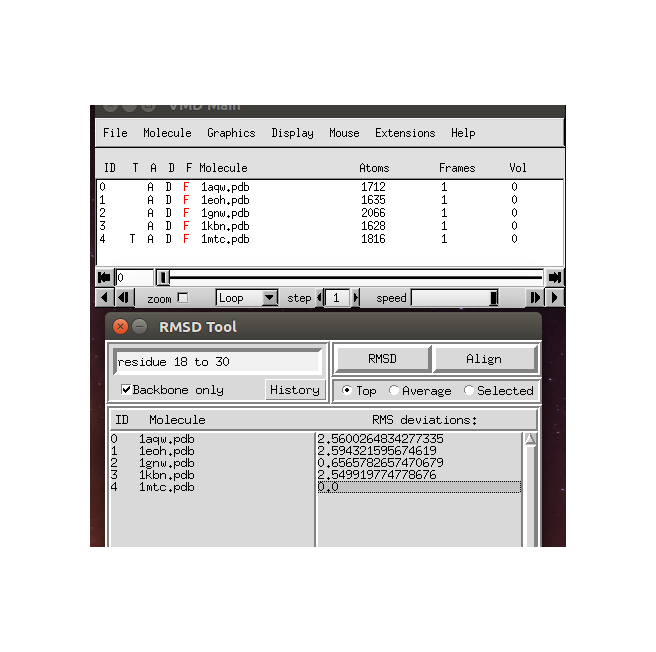 VMD Main
File Molecule Graphics Display Mouse Extensions Help
ID T A D F Molecule Atoms Frames Vol
0 A D F 1aqw.pdb 1712 1 0
1 A D F 1eoh.pdb 1635 1 0
2 A D F 1gnw.pdb 2066 1 0
3 A D F 1kbn.pdb 1628 1 0
4 T A D F 1mtc.pdb 1816 1 0
0
zoom Loop step 1 speed
RMSD Tool
residue 18 to 30 RMSD Align
Backbone only History Top Average Selected
ID Molecule RMS deviations:
0 1aqw.pdb 2.5600264834277335
1 1eoh.pdb 2.594321595674619
2 1gnw.pdb 0.6565782657470679
3 1kbn.pdb 2.549919774778676
4 1mtc.pdb 0.0